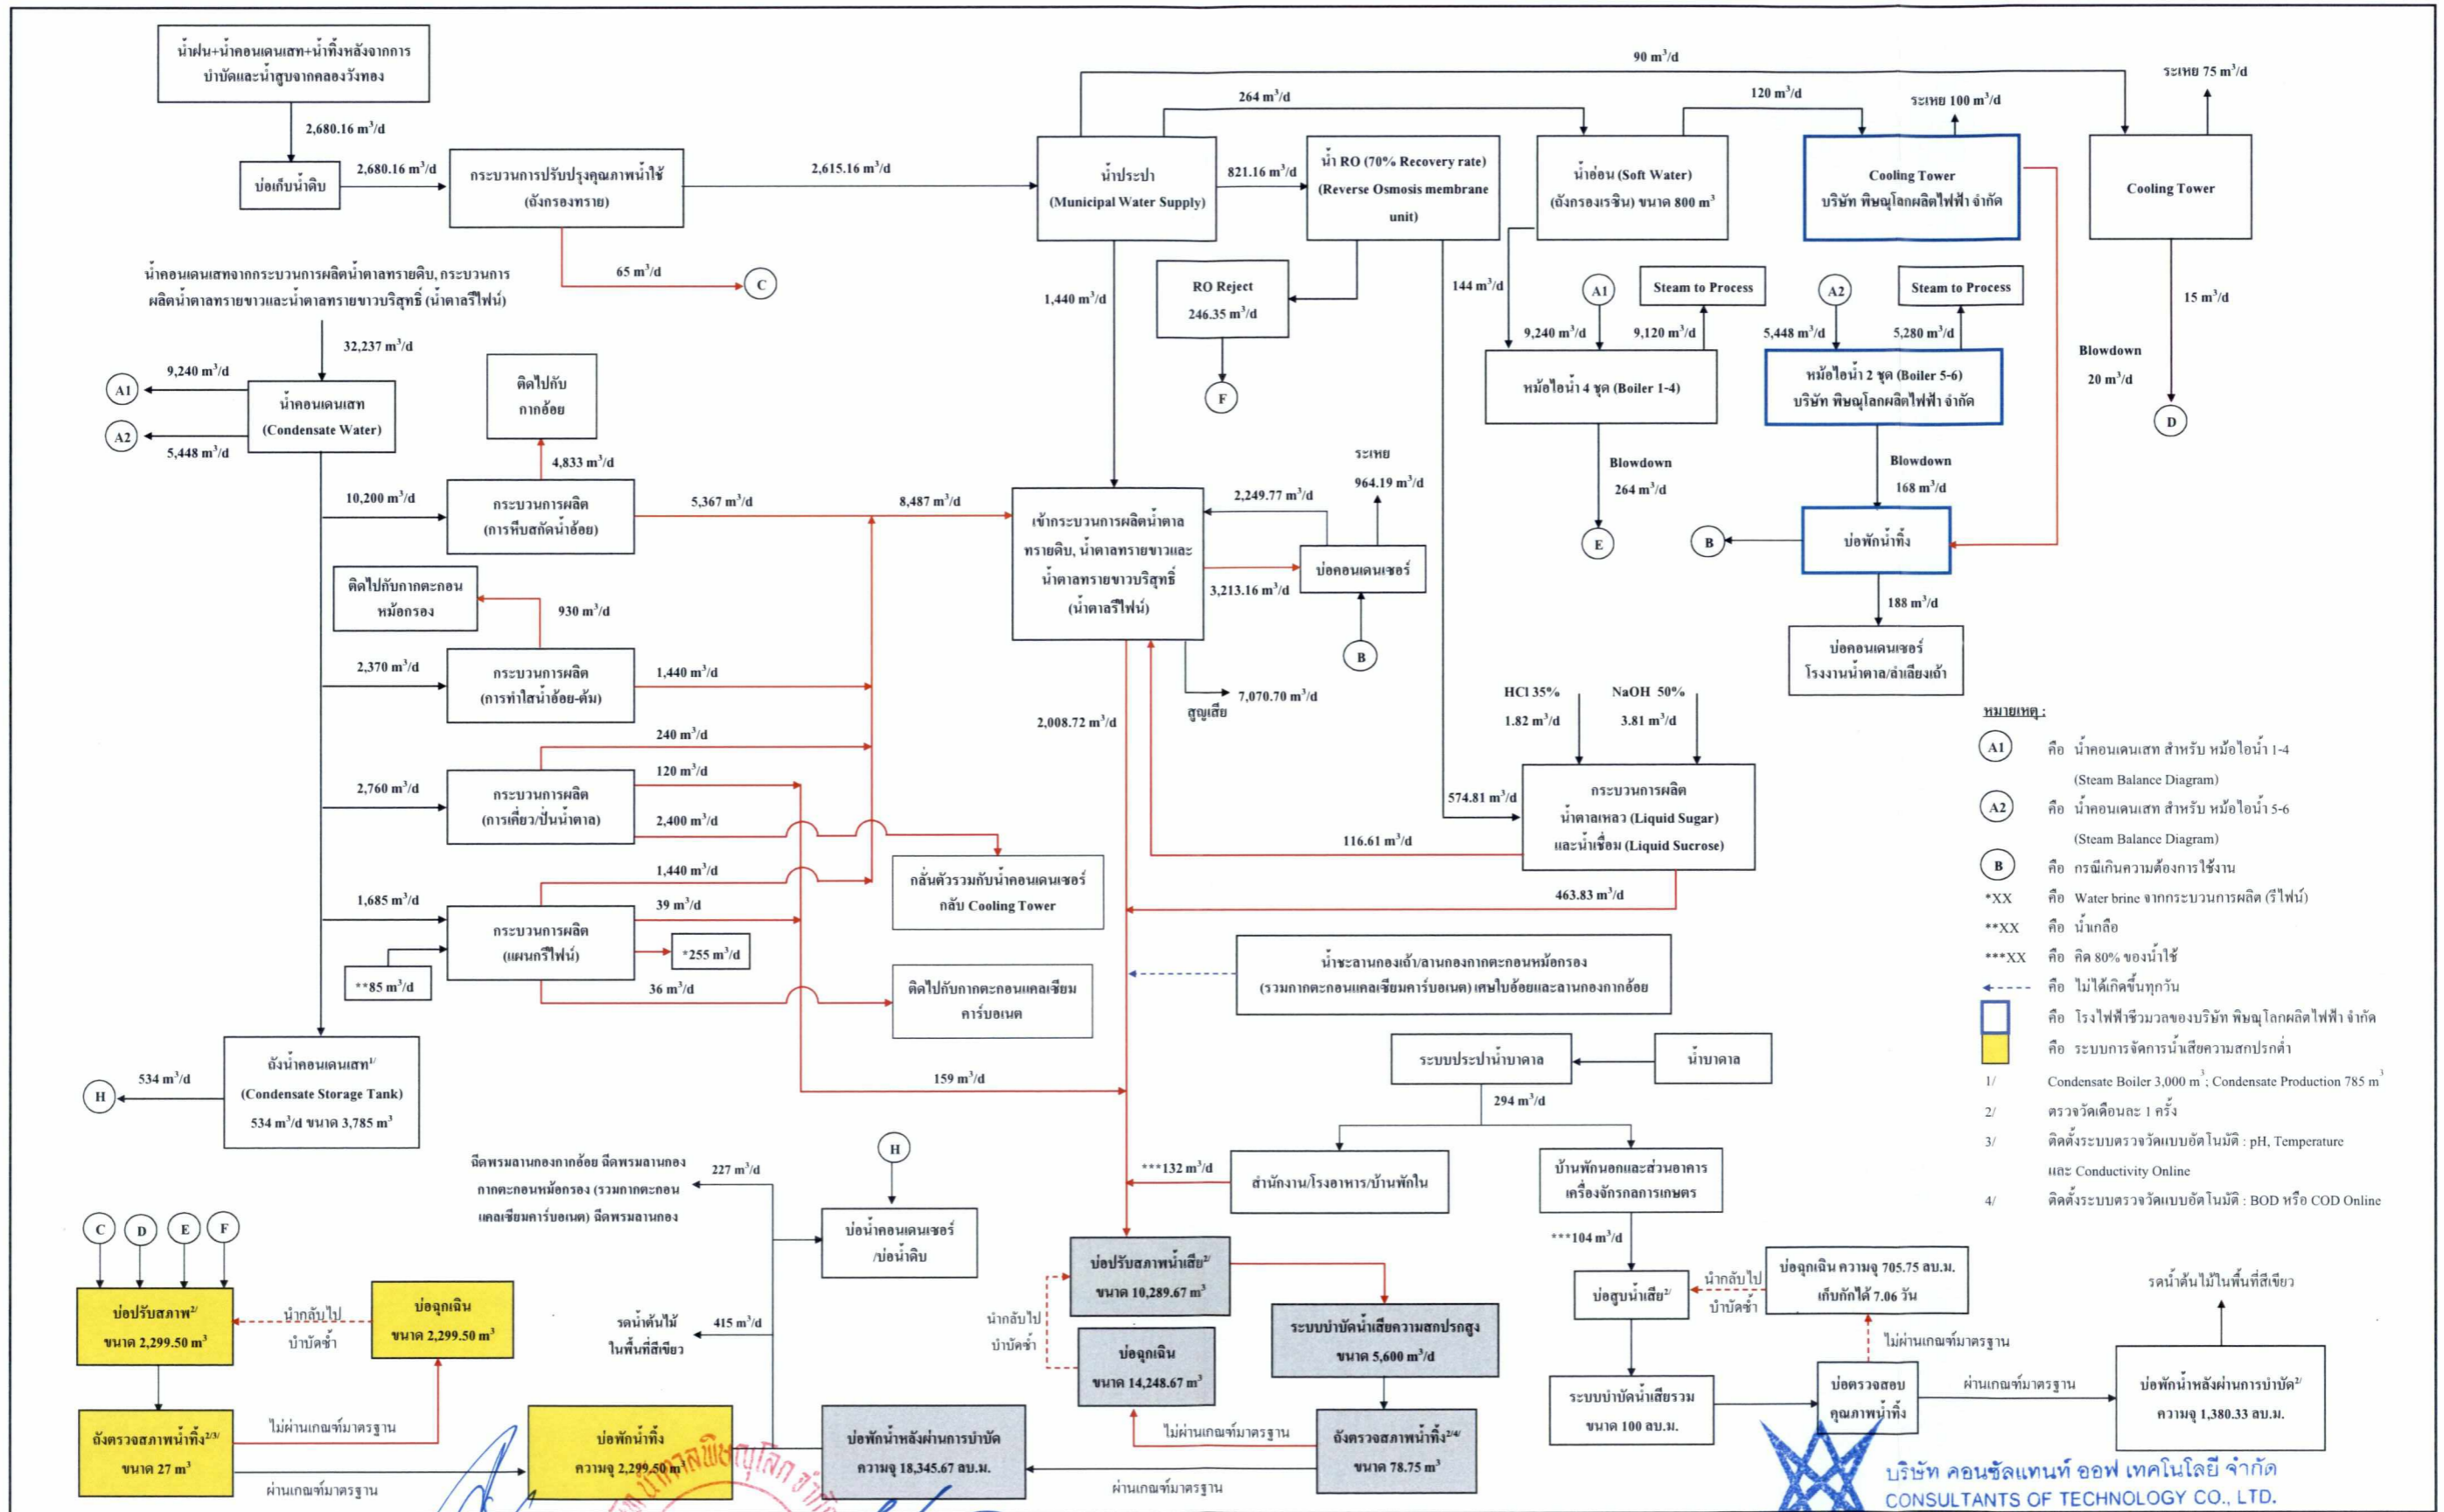 น้ำฝน+น้ำคอนเดนเสท+น้ำทิ้งหลังจากการ
บำบัดและน้ำสูบจากคลองวังทอง
2,680.16 m³/d
บ่อเก็บน้ำดิบ
2,680.16 m³/d
กระบวนการปรับปรุงคุณภาพน้ำใช้
(ถังกรองทราย)
2,615.16 m³/d
65 m³/d
C
น้ำประปา
(Municipal Water Supply)
90 m³/d
264 m³/d
821.16 m³/d
น้ำ RO (70% Recovery rate)
(Reverse Osmosis membrane
unit)
น้ำอ่อน (Soft Water)
(ถังกรองเรซิน) ขนาด 800 m³
120 m³/d
ระเหย 100 m³/d
Cooling Tower
บริษัท พิษณุโลกผลิตไฟฟ้า จำกัด
ระเหย 75 m³/d
Cooling Tower
15 m³/d
Blowdown
20 m³/d
D
RO Reject
246.35 m³/d
F
1,440 m³/d
144 m³/d
A1
Steam to Process
9,240 m³/d
9,120 m³/d
หม้อไอน้ำ 4 ชุด (Boiler 1-4)
Blowdown
264 m³/d
E
A2
Steam to Process
5,448 m³/d
5,280 m³/d
หม้อไอน้ำ 2 ชุด (Boiler 5-6)
บริษัท พิษณุโลกผลิตไฟฟ้า จำกัด
Blowdown
168 m³/d
B
บ่อพักน้ำทิ้ง
188 m³/d
บ่อคอนเดนเซอร์
โรงงานน้ำตาล/ลำเลียงเถ้า
น้ำคอนเดนเสทจากกระบวนการผลิตน้ำตาลทรายดิบ, กระบวนการ
ผลิตน้ำตาลทรายขาวและน้ำตาลทรายขาวบริสุทธิ์ (น้ำตาลรีไฟน์)
32,237 m³/d
9,240 m³/d
A1
น้ำคอนเดนเสท
(Condensate Water)
A2
5,448 m³/d
ติดไปกับ
กากอ้อย
4,833 m³/d
10,200 m³/d
กระบวนการผลิต
(การหีบสกัดน้ำอ้อย)
5,367 m³/d
8,487 m³/d
ติดไปกับกากตะกอน
หม้อกรอง
930 m³/d
2,370 m³/d
กระบวนการผลิต
(การทำใสน้ำอ้อย-ต้ม)
1,440 m³/d
240 m³/d
120 m³/d
2,760 m³/d
กระบวนการผลิต
(การเคี่ยว/ปั่นน้ำตาล)
2,400 m³/d
กลั่นตัวรวมกับน้ำคอนเดนเซอร์
กลับ Cooling Tower
1,440 m³/d
1,685 m³/d
39 m³/d
กระบวนการผลิต
(แผนกรีไฟน์)
*255 m³/d
**85 m³/d
36 m³/d
ติดไปกับกากตะกอนแคลเซียม
คาร์บอเนต
เข้ากระบวนการผลิตน้ำตาล
ทรายดิบ, น้ำตาลทรายขาวและ
น้ำตาลทรายขาวบริสุทธิ์
(น้ำตาลรีไฟน์)
ระเหย
964.19 m³/d
2,249.77 m³/d
3,213.16 m³/d
บ่อคอนเดนเซอร์
B
7,070.70 m³/d
สูญเสีย
2,008.72 m³/d
HCl 35%
1.82 m³/d
NaOH 50%
3.81 m³/d
574.81 m³/d
กระบวนการผลิต
น้ำตาลเหลว (Liquid Sugar)
และน้ำเชื่อม (Liquid Sucrose)
116.61 m³/d
463.83 m³/d
น้ำชะลานกองเถ้า/ลานกองกากตะกอนหม้อกรอง
(รวมกากตะกอนแคลเซียมคาร์บอเนต) เศษใบอ้อยและลานกองกากอ้อย
ระบบประปาน้ำบาดาล
น้ำบาดาล
294 m³/d
159 m³/d
***132 m³/d
สำนักงาน/โรงอาหาร/บ้านพักใน
บ้านพักนอกและส่วนอาคาร
เครื่องจักรกลการเกษตร
***104 m³/d
บ่อสูบน้ำเสีย²/
นำกลับไป
บำบัดซ้ำ
บ่อฉุกเฉิน ความจุ 705.75 ลบ.ม.
เก็บกักได้ 7.06 วัน
ไม่ผ่านเกณฑ์มาตรฐาน
ระบบบำบัดน้ำเสียรวม
ขนาด 100 ลบ.ม.
บ่อตรวจสอบ
คุณภาพน้ำทิ้ง
ผ่านเกณฑ์มาตรฐาน
บ่อพักน้ำหลังผ่านการบำบัด²/
ความจุ 1,380.33 ลบ.ม.
รดน้ำต้นไม้ในพื้นที่สีเขียว
ถังน้ำคอนเดนเสท¹/
(Condensate Storage Tank)
534 m³/d ขนาด 3,785 m³
534 m³/d
H
ฉีดพรมลานกองกากอ้อย ฉีดพรมลานกอง
กากตะกอนหม้อกรอง (รวมกากตะกอน
แคลเซียมคาร์บอเนต) ฉีดพรมลานกอง
227 m³/d
H
บ่อน้ำคอนเดนเซอร์
/บ่อน้ำดิบ
รดน้ำต้นไม้
ในพื้นที่สีเขียว
415 m³/d
C D E F
บ่อปรับสภาพ²/
ขนาด 2,299.50 m³
นำกลับไป
บำบัดซ้ำ
บ่อฉุกเฉิน
ขนาด 2,299.50 m³
ไม่ผ่านเกณฑ์มาตรฐาน
ถังตรวจสภาพน้ำทิ้ง²/³/
ขนาด 27 m³
ผ่านเกณฑ์มาตรฐาน
บ่อพักน้ำทิ้ง
ความจุ 2,299.50 m³
บ่อพักน้ำหลังผ่านการบำบัด
ความจุ 18,345.67 ลบ.ม.
บ่อปรับสภาพน้ำเสีย²/
ขนาด 10,289.67 m³
นำกลับไป
บำบัดซ้ำ
บ่อฉุกเฉิน
ขนาด 14,248.67 m³
ระบบบำบัดน้ำเสียความสกปรกสูง
ขนาด 5,600 m³/d
ไม่ผ่านเกณฑ์มาตรฐาน
ถังตรวจสภาพน้ำทิ้ง²/⁴/
ขนาด 78.75 m³
ผ่านเกณฑ์มาตรฐาน
หมายเหตุ :
A1 คือ น้ำคอนเดนเสท สำหรับ หม้อไอน้ำ 1-4
(Steam Balance Diagram)
A2 คือ น้ำคอนเดนเสท สำหรับ หม้อไอน้ำ 5-6
(Steam Balance Diagram)
B คือ กรณีเกินความต้องการใช้งาน
*XX คือ Water brine จากกระบวนการผลิต (รีไฟน์)
**XX คือ น้ำเกลือ
***XX คือ คิด 80% ของน้ำใช้
คือ ไม่ได้เกิดขึ้นทุกวัน
คือ โรงไฟฟ้าชีวมวลของบริษัท พิษณุโลกผลิตไฟฟ้า จำกัด
คือ ระบบการจัดการน้ำเสียความสกปรกต่ำ
1/ Condensate Boiler 3,000 m³; Condensate Production 785 m³
2/ ตรวจวัดเดือนละ 1 ครั้ง
3/ ติดตั้งระบบตรวจวัดแบบอัตโนมัติ : pH, Temperature
และ Conductivity Online
4/ ติดตั้งระบบตรวจวัดแบบอัตโนมัติ : BOD หรือ COD Online
บริษัท คอนซัลแทนท์ ออฟ เทคโนโลยี จำกัด
CONSULTANTS OF TECHNOLOGY CO., LTD.